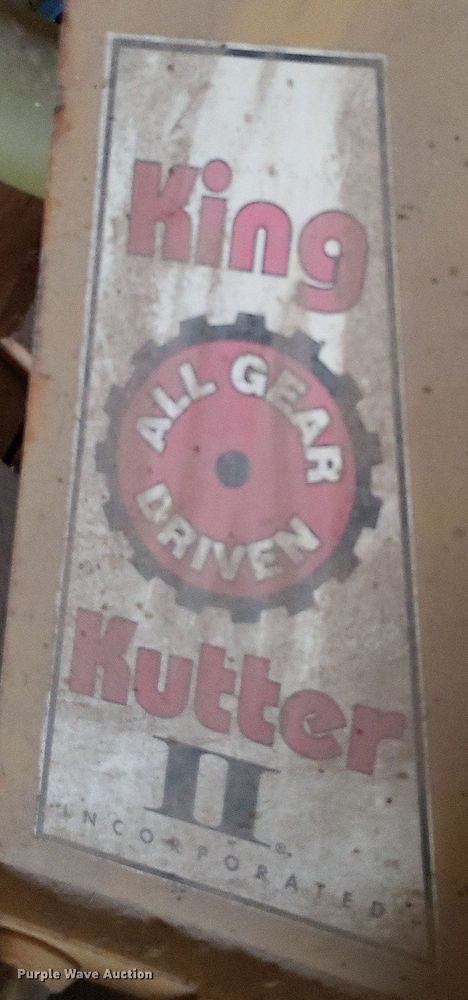 King
ALL GEAR
DRIVEN
Kutter
II®
INCORPORATED
Purple Wave Auction